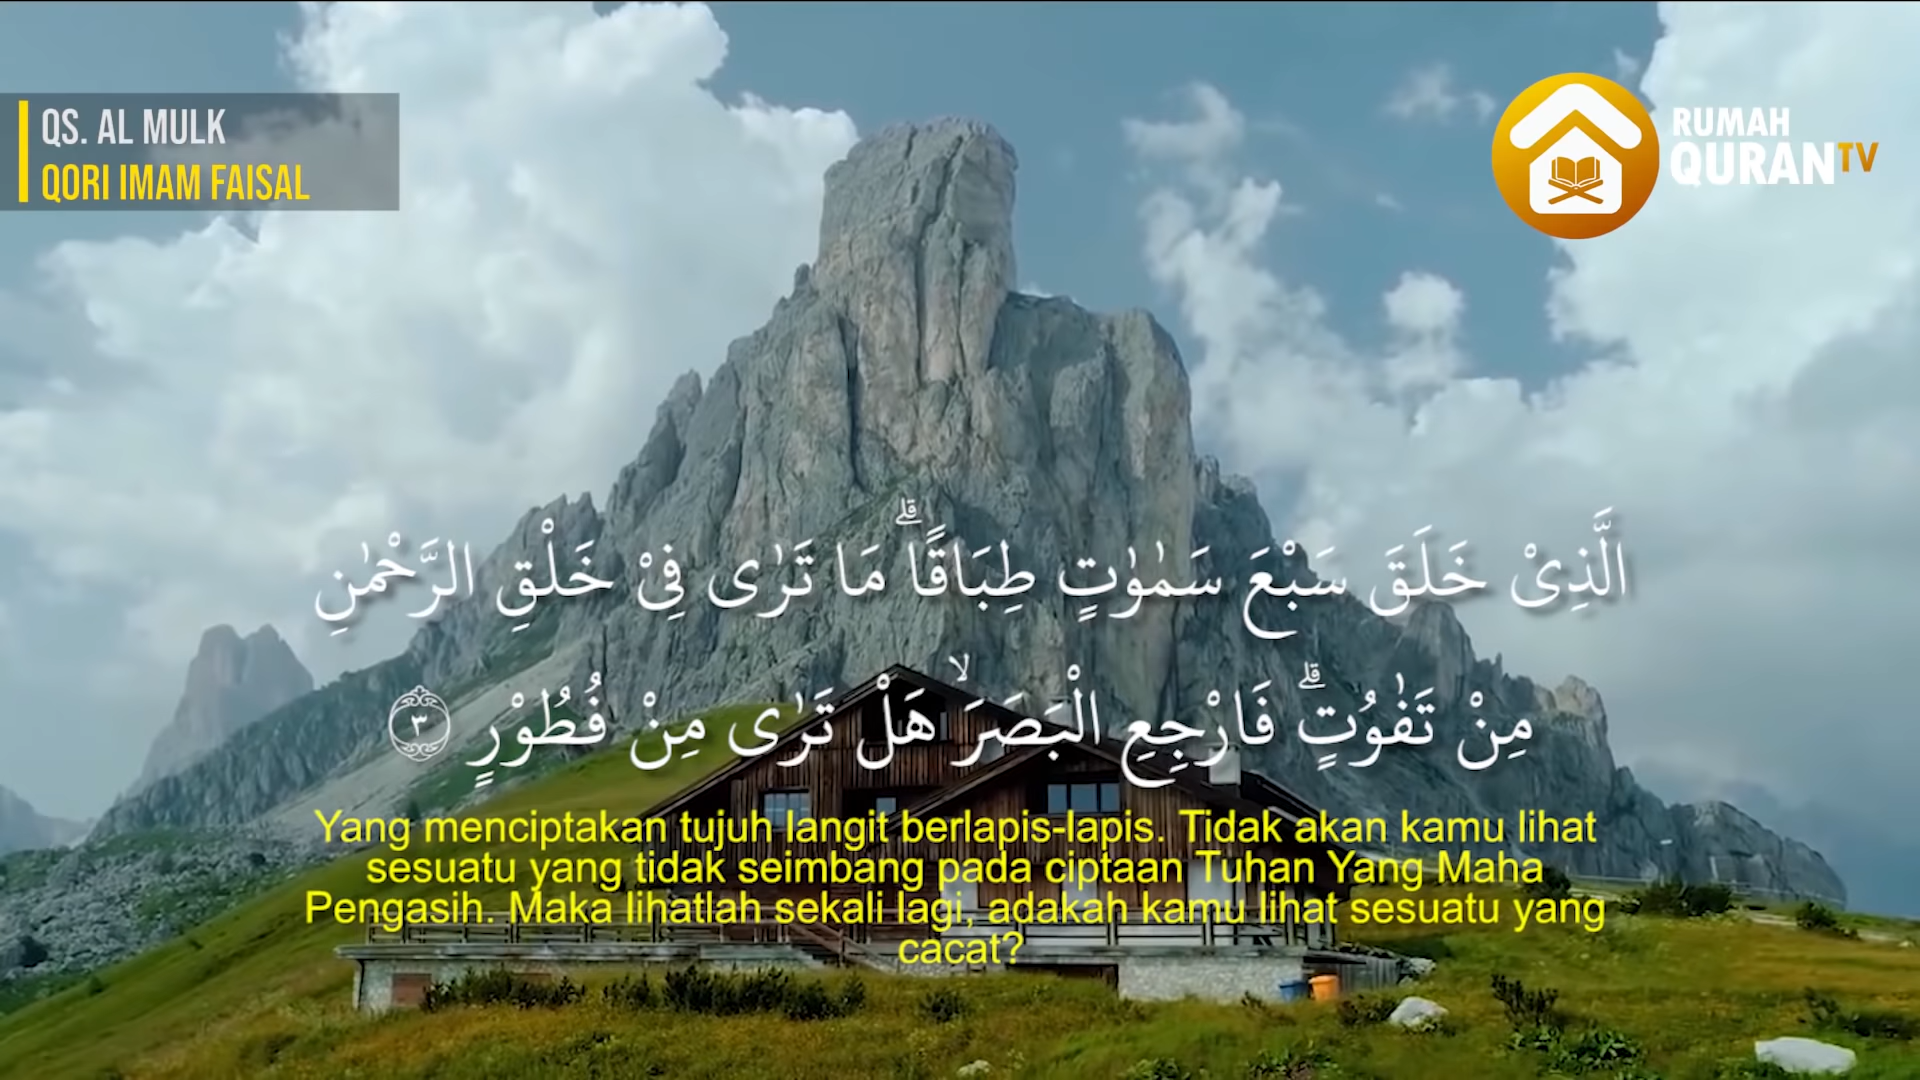 QS. AL MULK
QORI IMAM FAISAL
RUMAH
QURANTV
الَّذِيْ خَلَقَ سَبْعَ سَمٰوٰتٍ طِبَاقًاۗ مَا تَرٰى فِيْ خَلْقِ الرَّحْمٰنِ
مِنْ تَفٰوُتٍۗ فَارْجِعِ الْبَصَرَۙ هَلْ تَرٰى مِنْ فُطُوْرٍ ۝٣
Yang menciptakan tujuh langit berlapis-lapis. Tidak akan kamu lihat
sesuatu yang tidak seimbang pada ciptaan Tuhan Yang Maha
Pengasih. Maka lihatlah sekali lagi, adakah kamu lihat sesuatu yang
cacat?